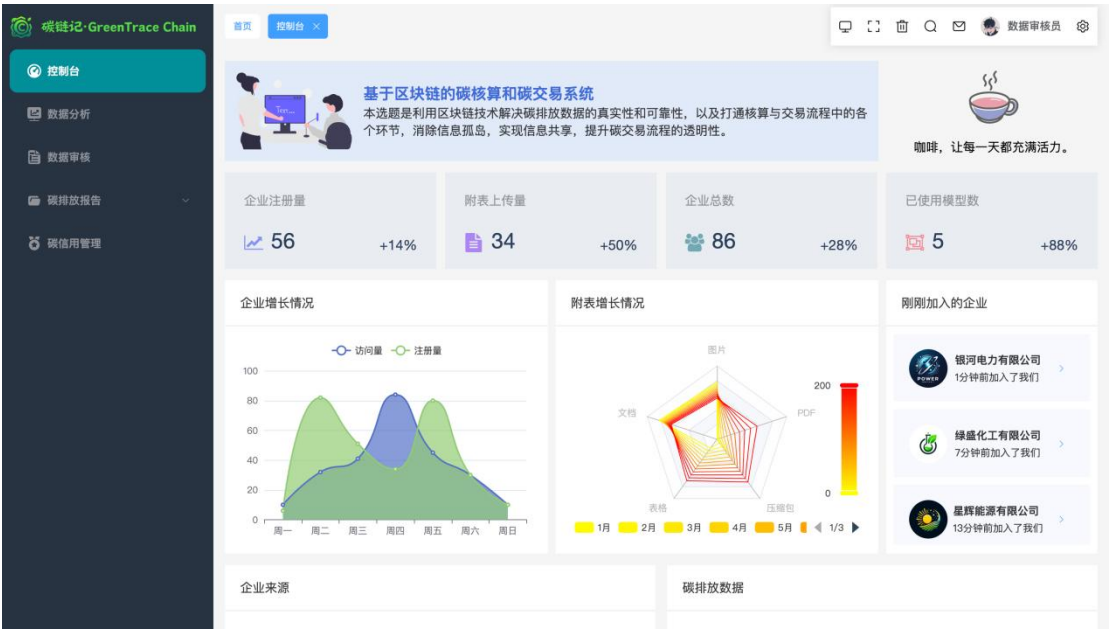 碳链记·GreenTrace Chain
首页
控制台 ×
数据审核员
控制台
数据分析
数据审核
碳排放报告
碳信用管理
基于区块链的碳核算和碳交易系统
本选题是利用区块链技术解决碳排放数据的真实性和可靠性，以及打通核算与交易流程中的各
个环节，消除信息孤岛，实现信息共享，提升碳交易流程的透明性。
咖啡，让每一天都充满活力。
企业注册量
56
+14%
附表上传量
34
+50%
企业总数
86
+28%
已使用模型数
5
+88%
企业增长情况
访问量
注册量
100
80
60
40
20
0
周一
周二
周三
周四
周五
周六
周日
附表增长情况
图片
文档
PDF
表格
压缩包
200
0
1月
2月
3月
4月
5月
1/3
刚刚加入的企业
POWER
银河电力有限公司
1分钟前加入了我们
绿盛化工有限公司
7分钟前加入了我们
星辉能源有限公司
13分钟前加入了我们
企业来源
碳排放数据